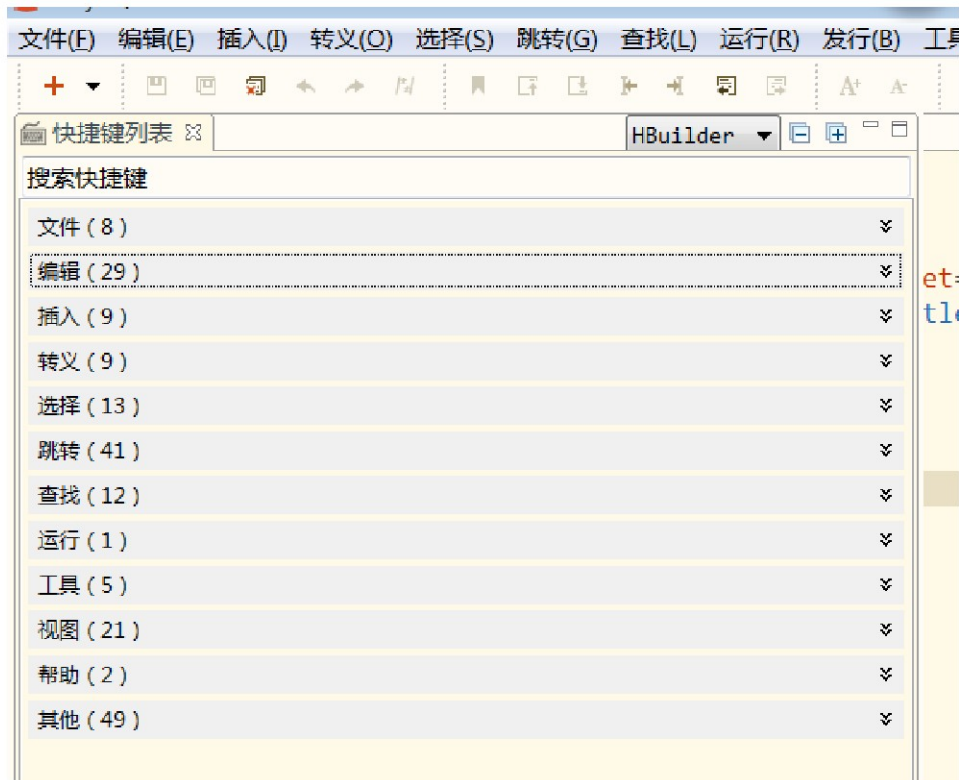 文件(F) 编辑(E) 插入(I) 转义(O) 选择(S) 跳转(G) 查找(L) 运行(R) 发行(B) 工具
A+ A-
快捷键列表 HBuilder
搜索快捷键
文件 ( 8 )
编辑 ( 29 )
et=
插入 ( 9 )
tle
转义 ( 9 )
选择 ( 13 )
跳转 ( 41 )
查找 ( 12 )
运行 ( 1 )
工具 ( 5 )
视图 ( 21 )
帮助 ( 2 )
其他 ( 49 )